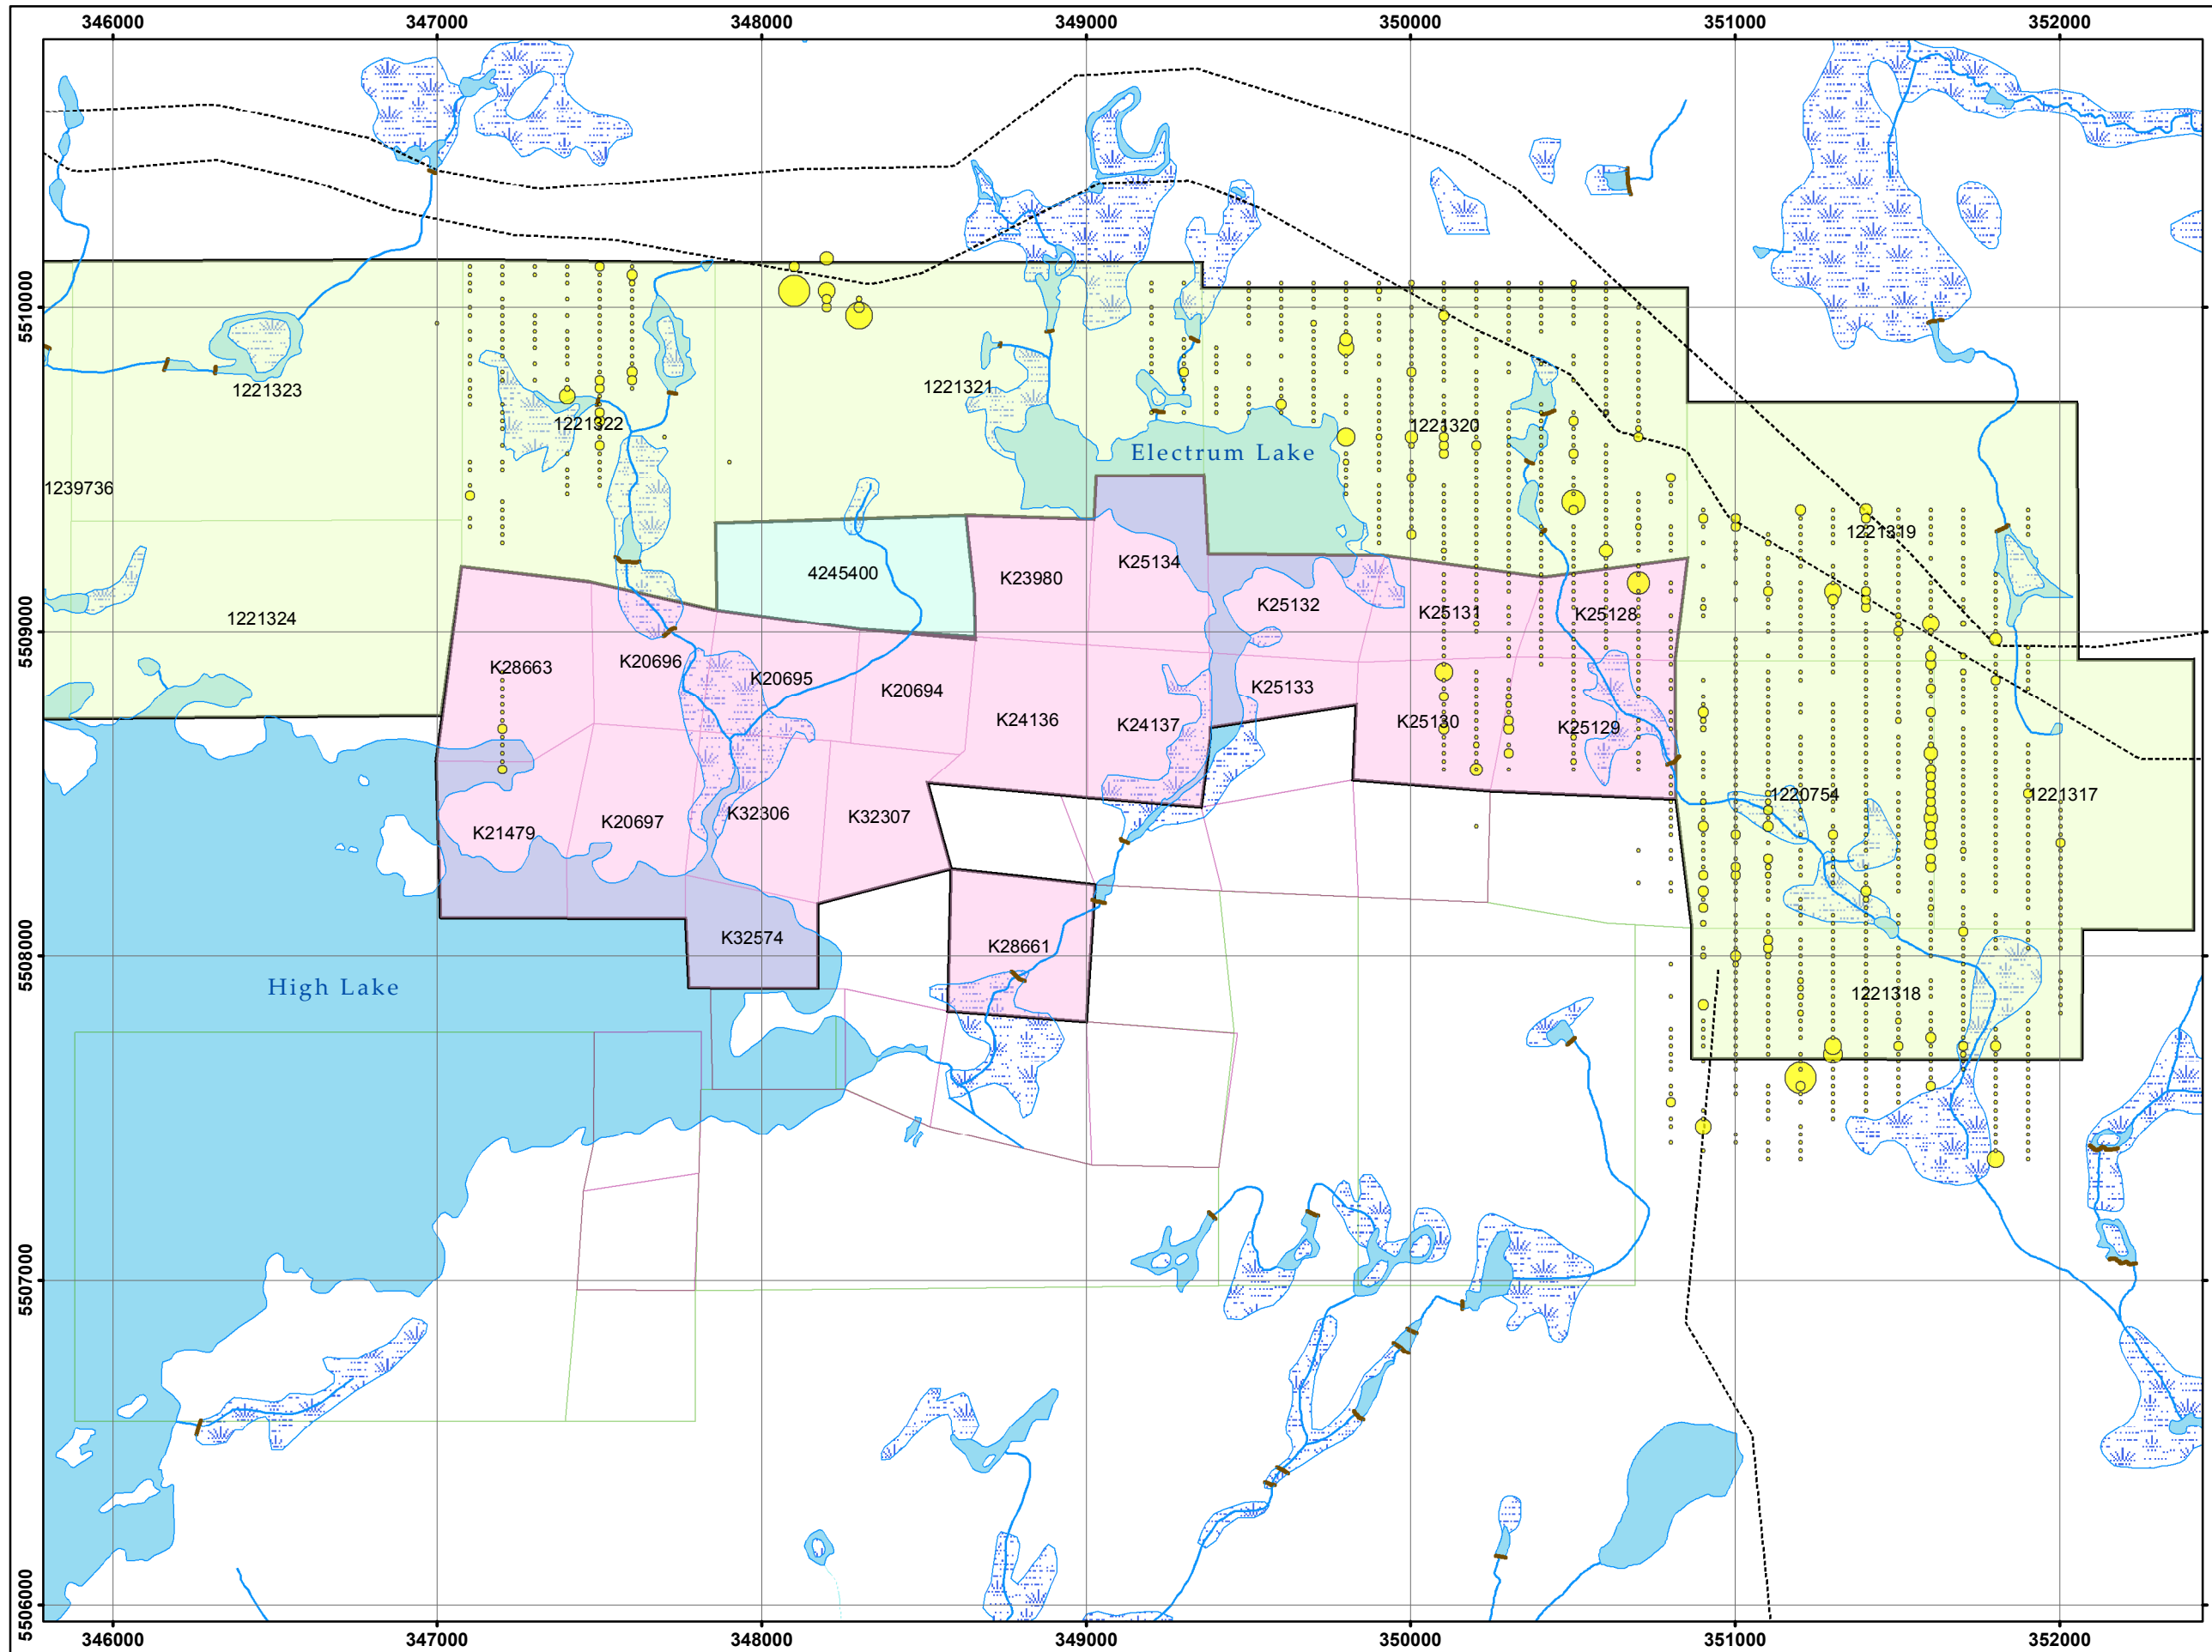 346000 347000 348000 349000 350000 351000 352000
5510000
5509000
5508000
5507000
5506000
1221323
1221321
1221322
1221320
Electrum Lake
1239736
1221319
K25134
4245400
K23980
K25132
K25131
K25128
1221324
K28663
K20696
K20695
K20694
K25133
K24136
K24137
K25130
K25129
1220754
1221317
K21479
K20697
K32306
K32307
K32574
K28661
High Lake
1221318
346000 347000 348000 349000 350000 351000 352000